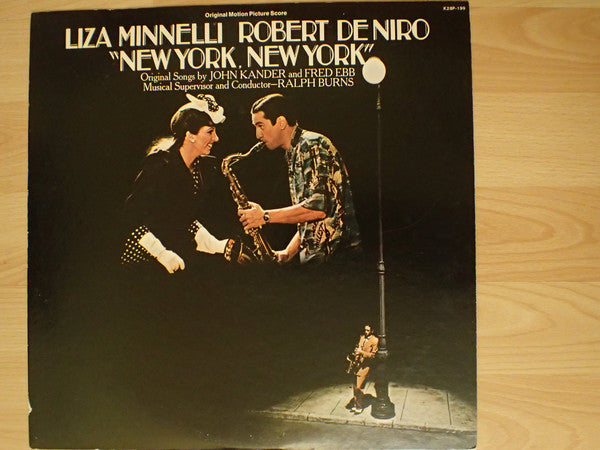 Original Motion Picture Score
K28P-199
LIZA MINNELLI ROBERT DE NIRO
"NEW YORK, NEW YORK"
Original Songs by JOHN KANDER and FRED EBB
Musical Supervisor and Conductor—RALPH BURNS